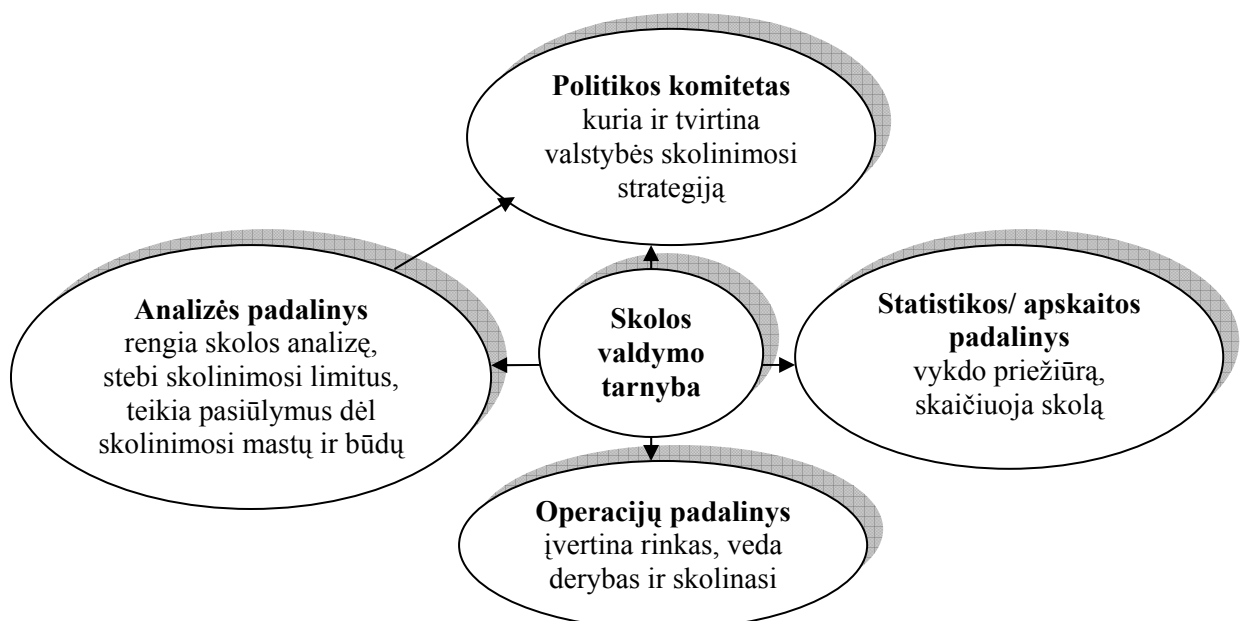 Politikos komitetas
kuria ir tvirtina
valstybės skolinimosi
strategiją
Analizės padalinys
rengia skolos analizę,
stebi skolinimosi limitus,
teikia pasiūlymus dėl
skolinimosi mastų ir būdų
Skolos
valdymo
tarnyba
Statistikos/ apskaitos
padalinys
vykdo priežiūrą,
skaičiuoja skolą
Operacijų padalinys
įvertina rinkas, veda
derybas ir skolinasi